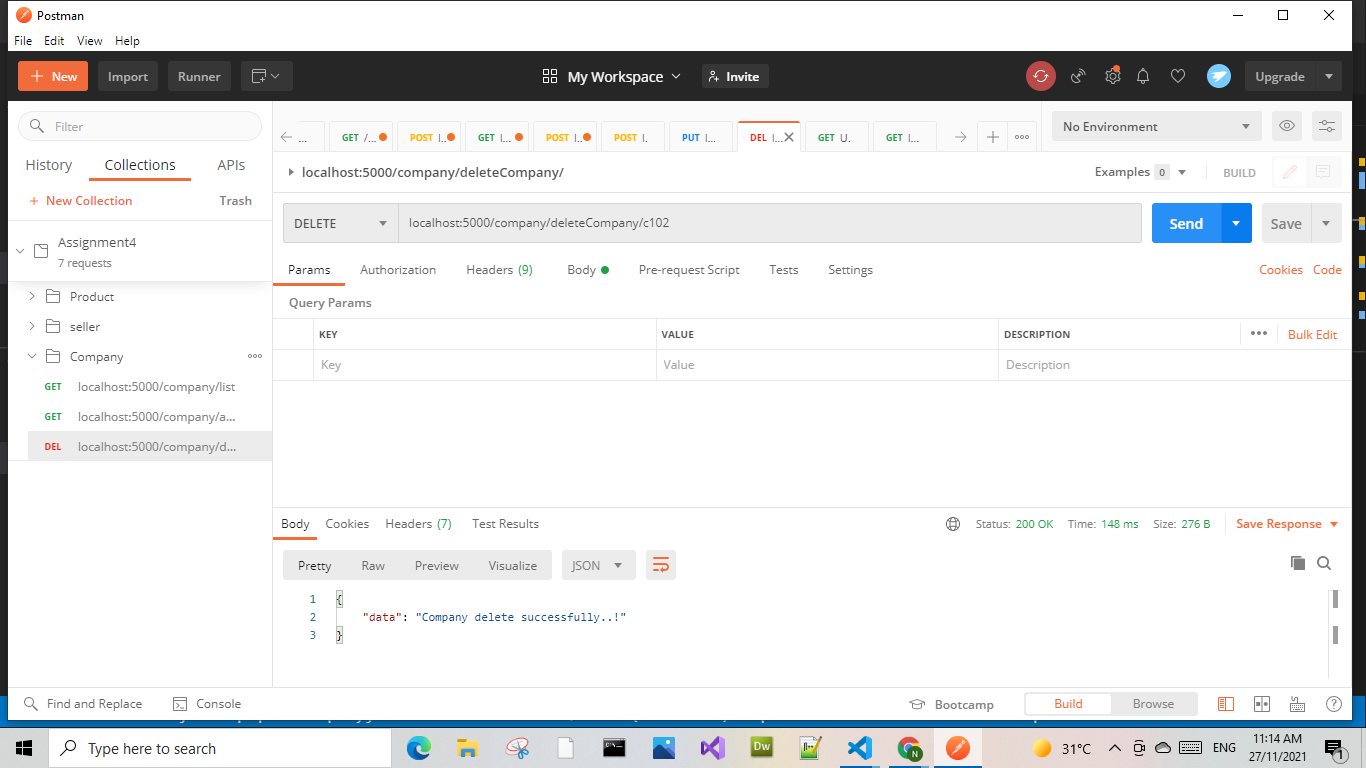 Postman
File Edit View Help
+ New Import Runner My Workspace Invite Upgrade
Filter
... GET /... POST l.. GET l... POST l.. POST l. PUT l... DEL l... GET U. GET l...
No Environment
History Collections APIs
localhost:5000/company/deleteCompany/
Examples 0 BUILD
+ New Collection Trash
DELETE localhost:5000/company/deleteCompany/c102 Send Save
Assignment4
7 requests
Params Authorization Headers (9) Body Pre-request Script Tests Settings Cookies Code
Product
Query Params
seller
KEY VALUE DESCRIPTION Bulk Edit
Company
Key Value Description
GET localhost:5000/company/list
GET localhost:5000/company/a...
DEL localhost:5000/company/d...
Body Cookies Headers (7) Test Results Status: 200 OK Time: 148 ms Size: 276 B Save Response
Pretty Raw Preview Visualize JSON
1 {
2 "data": "Company delete successfully..!"
3 }
Find and Replace Console Bootcamp Build Browse
Type here to search
Dw
N
31°C ENG
11:14 AM
27/11/2021
1